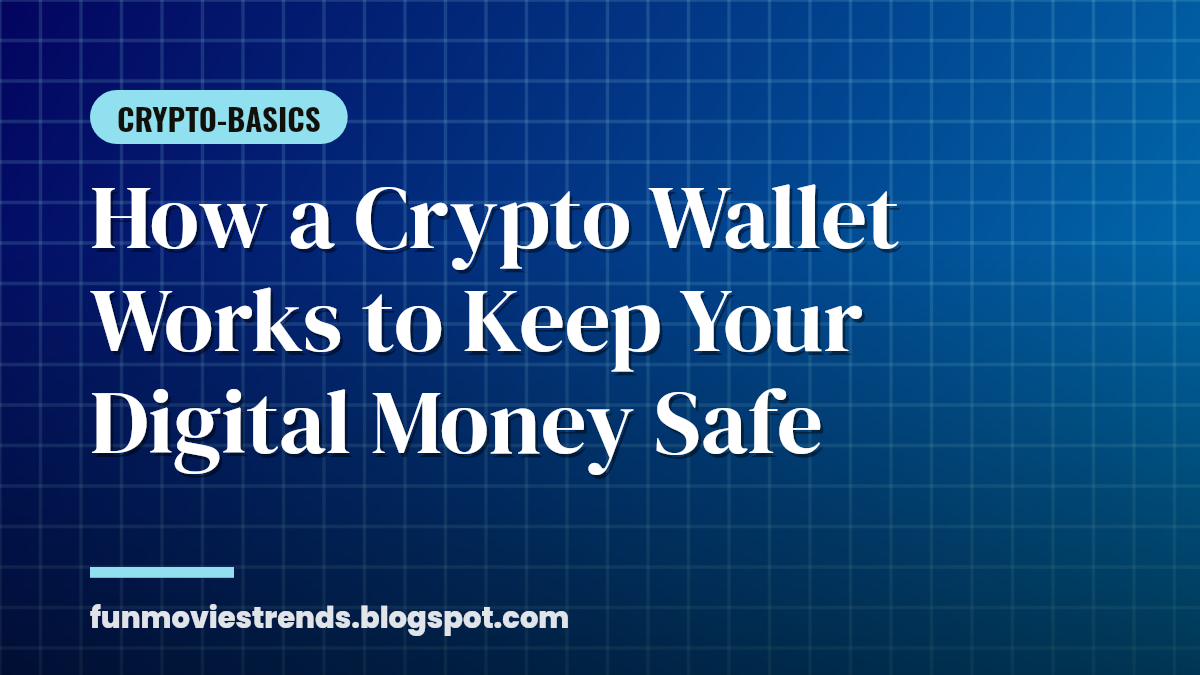 CRYPTO-BASICS
How a Crypto Wallet
Works to Keep Your
Digital Money Safe
funmoviestrends.blogspot.com